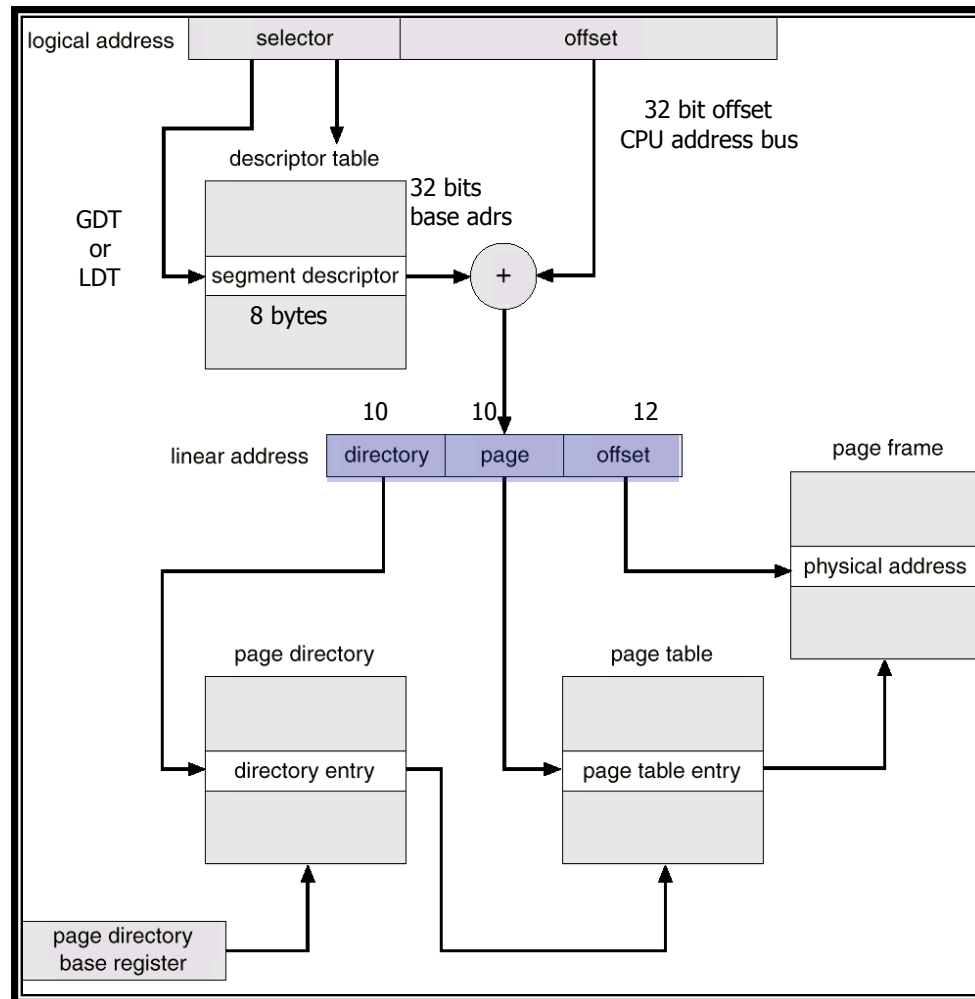 logical address
selector
offset
32 bit offset
CPU address bus
descriptor table
32 bits
base adrs
GDT
or
LDT
segment descriptor
+
8 bytes
10
10
12
linear address
directory
page
offset
page frame
physical address
page directory
page table
directory entry
page table entry
page directory
base register